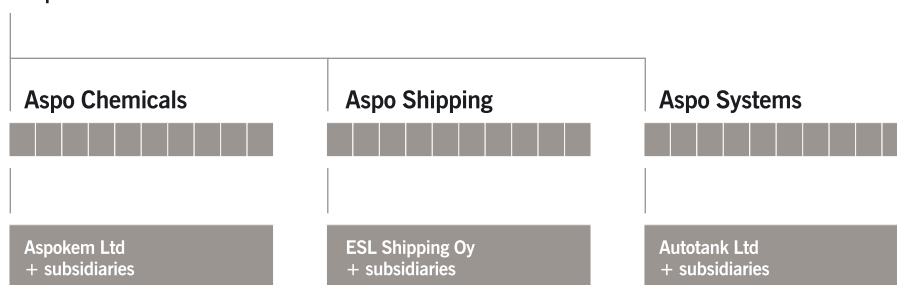 Aspo Chemicals
Aspo Shipping
Aspo Systems
Aspokem Ltd
+ subsidiaries
ESL Shipping Oy
+ subsidiaries
Autotank Ltd
+ subsidiaries